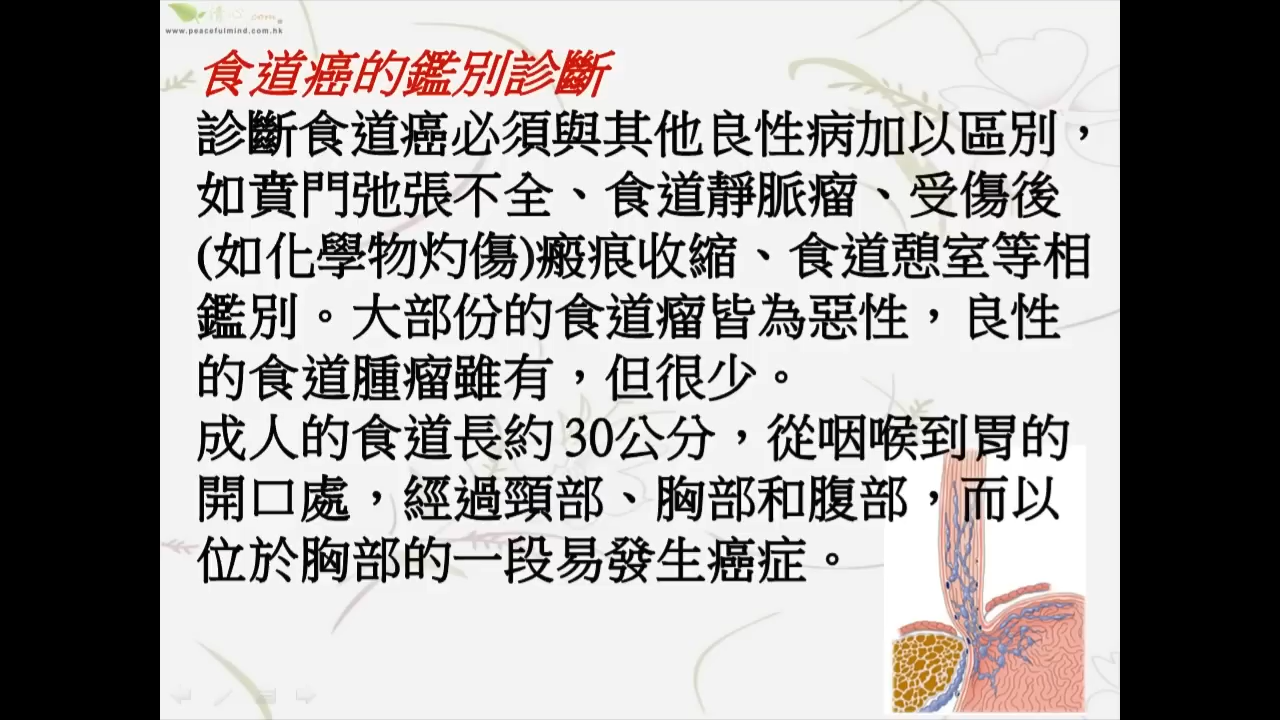 情心.com
www.peacefulmind.com.hk
食道癌的鑑別診斷
診斷食道癌必須與其他良性病加以區別，
如賁門弛張不全、食道靜脈瘤、受傷後
(如化學物灼傷)瘢痕收縮、食道憩室等相
鑑別。大部份的食道瘤皆為惡性，良性
的食道腫瘤雖有，但很少。
成人的食道長約30公分，從咽喉到胃的
開口處，經過頸部、胸部和腹部，而以
位於胸部的一段易發生癌症。